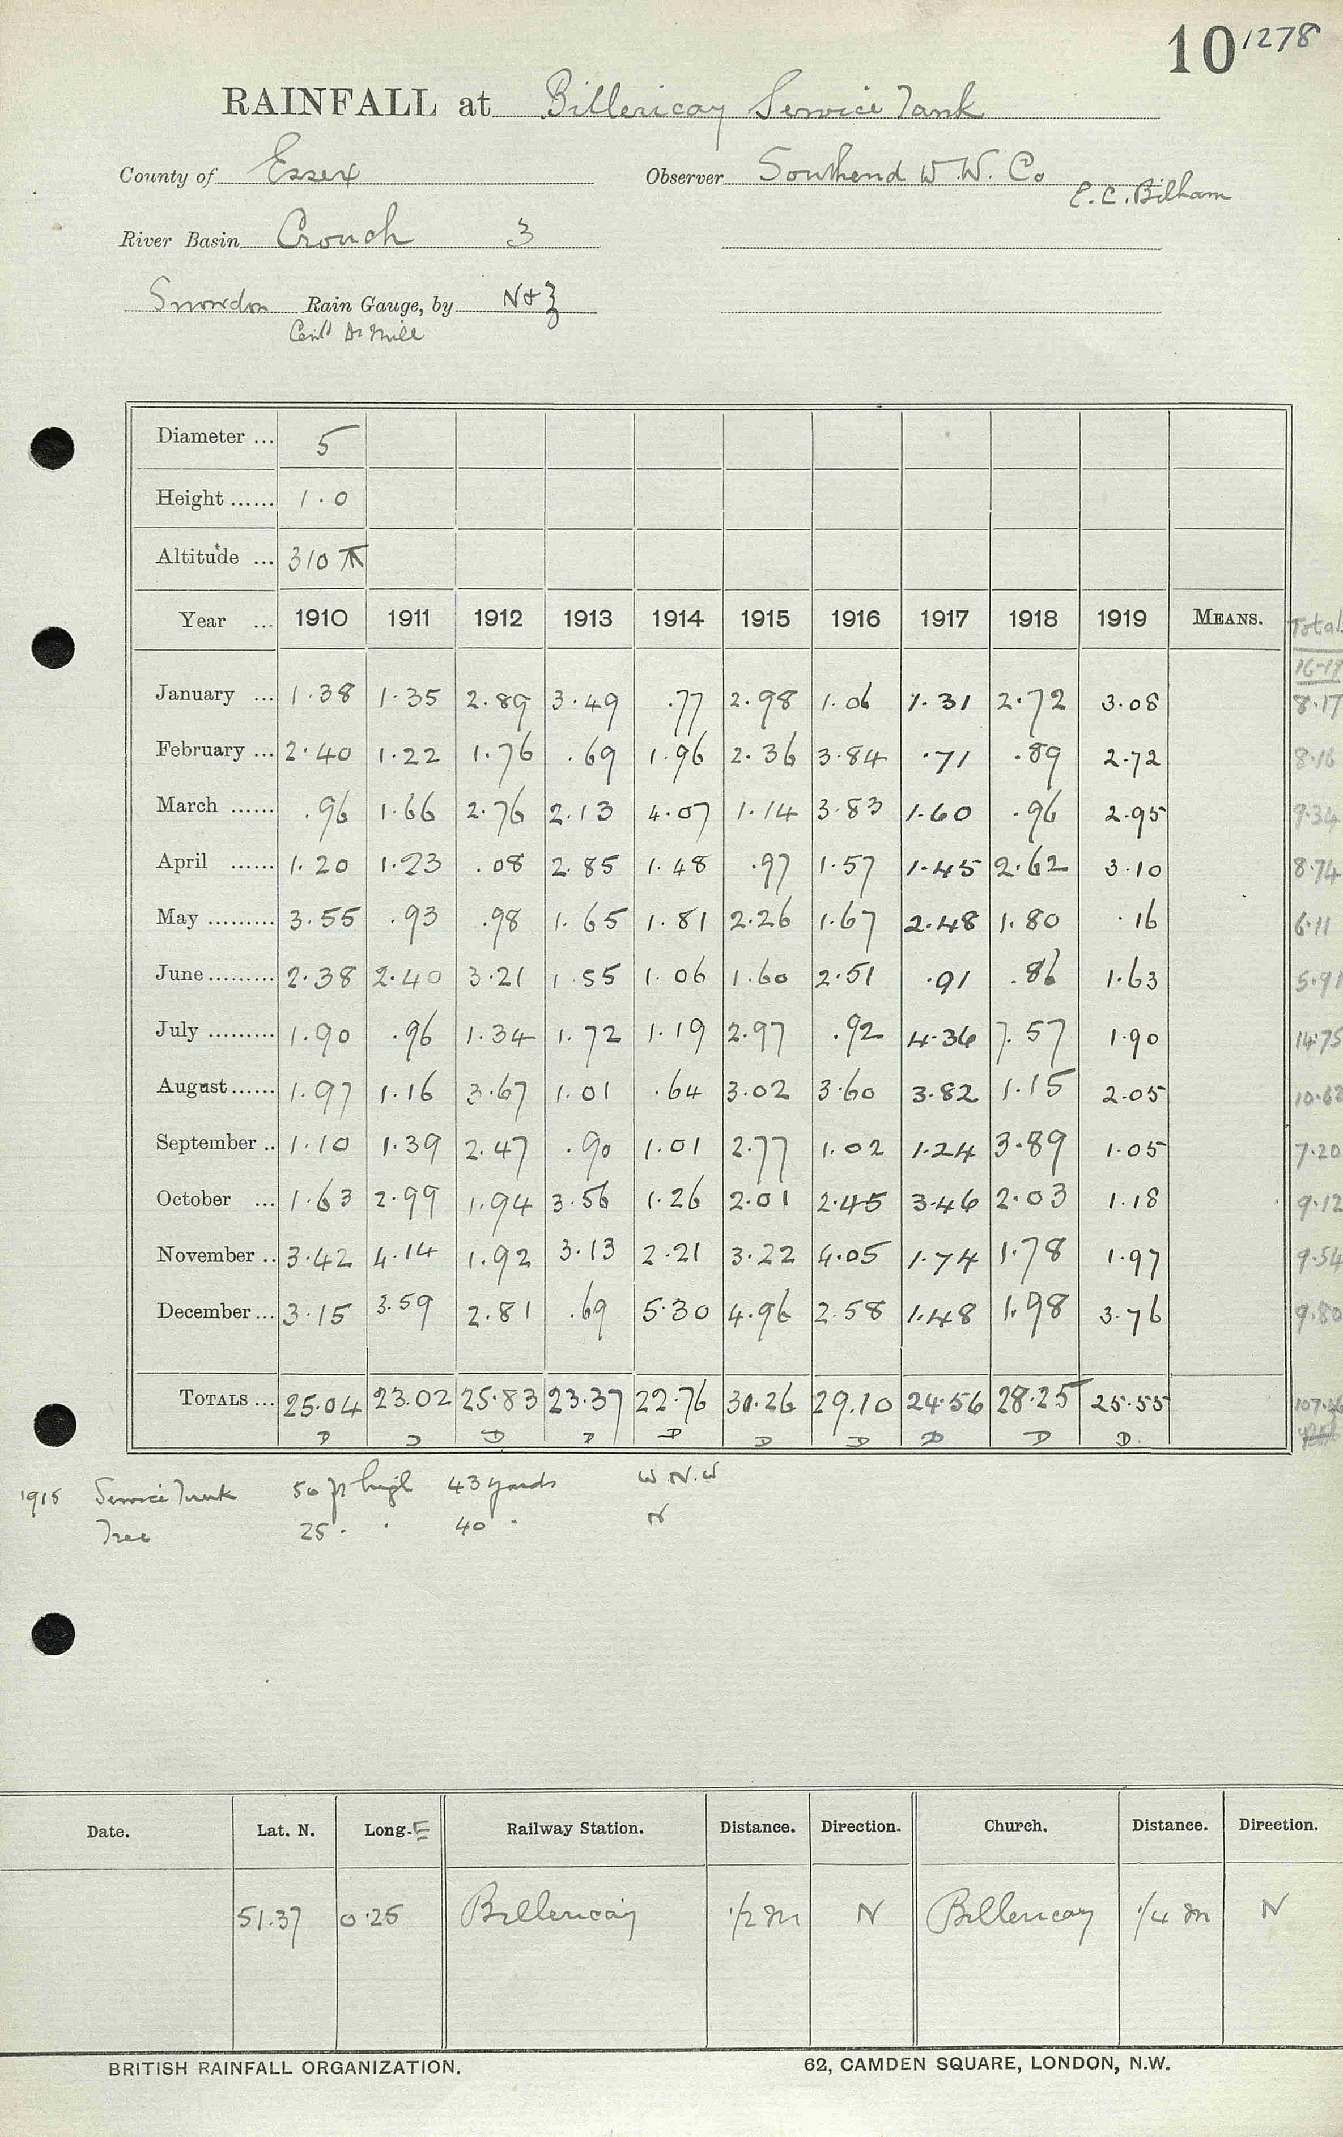 10 1278
RAINFALL at Billericay Service Tank
County of Essex Observer Southend W.W. Co
E.C. Bilham
River Basin Crouch 3
Snowdon Rain Gauge, by N & Z
Cent Dr Mill
Diameter ... 5
Height ...... 1.0
Altitude ... 310
Year ... 1910 1911 1912 1913 1914 1915 1916 1917 1918 1919 MEANS. Total
16-19
January ... 1.38 1.35 2.89 3.49 .77 2.98 1.06 1.31 2.72 3.08 8.17
February ... 2.40 1.22 1.76 .69 1.96 2.36 3.84 .71 .89 2.72 8.16
March ...... .96 1.66 2.76 2.13 4.07 1.14 3.83 1.60 .96 2.95 9.34
April ...... 1.20 1.23 .08 2.85 1.48 .97 1.57 1.45 2.62 3.10 8.74
May ......... 3.55 .93 .98 1.65 1.81 2.26 1.67 2.48 1.80 .16 6.11
June ......... 2.38 2.40 3.21 1.55 1.06 1.60 2.51 .91 .86 1.63 5.91
July ......... 1.90 .96 1.34 1.72 1.19 2.97 .92 4.36 7.57 1.90 14.75
August ...... 1.97 1.16 3.67 1.01 .64 3.02 3.60 3.82 1.15 2.05 10.62
September .. 1.10 1.39 2.47 .90 1.01 2.77 1.02 1.24 3.89 1.05 7.20
October ... 1.63 2.99 1.94 3.56 1.26 2.01 2.45 3.46 2.03 1.18 9.12
November .. 3.42 4.14 1.92 3.13 2.21 3.22 4.05 1.74 1.78 1.97 9.54
December ... 3.15 3.59 2.81 .69 5.30 4.96 2.58 1.48 1.98 3.76 9.80
TOTALS ... 25.04 23.02 25.83 23.37 22.76 30.26 29.10 24.56 28.25 25.55 107.46
D D D D D D D D D D
1915 Service Tank 50 ft high 43 yards W N.W
Tree 25 " " 40 " N
Date. Lat. N. Long. E Railway Station. Distance. Direction. Church. Distance. Direction.
51.37 0.25 Billericay 1/2 m N Billericay 1/4 m N
BRITISH RAINFALL ORGANIZATION. 62, CAMDEN SQUARE, LONDON, N.W.